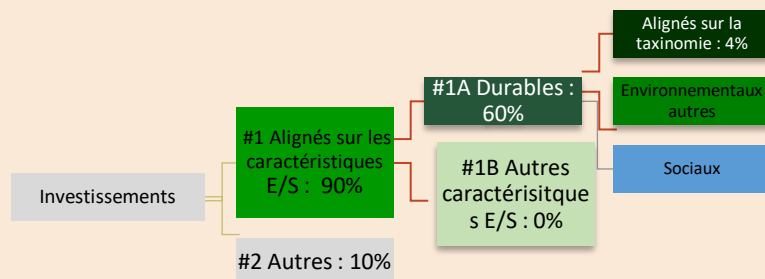 Investissements
#1 Alignés sur les
caractéristiques
E/S : 90%
#2 Autres : 10%
#1A Durables :
60%
#1B Autres
caractérisitque
s E/S : 0%
Alignés sur la
taxinomie : 4%
Environnementaux
autres
Sociaux